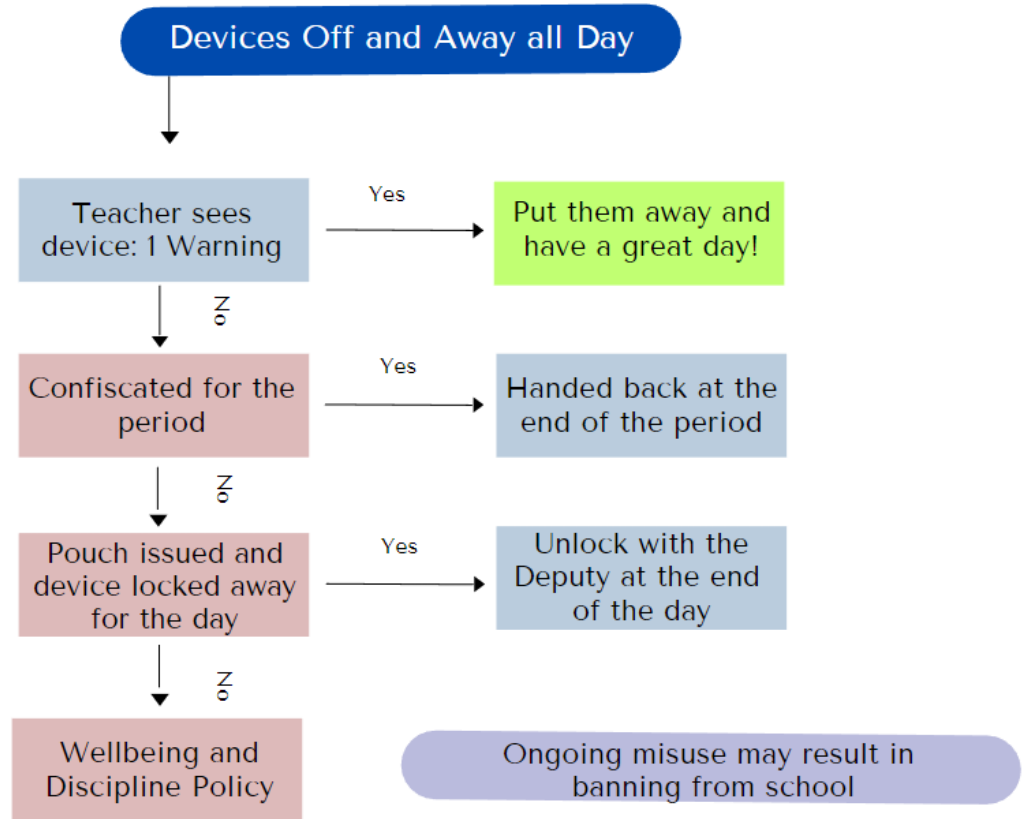 Devices Off and Away all Day
Teacher sees
device: 1 Warning
Yes
Put them away and
have a great day!
No
Confiscated for the
period
Yes
Handed back at the
end of the period
No
Pouch issued and
device locked away
for the day
Yes
Unlock with the
Deputy at the end
of the day
No
Wellbeing and
Discipline Policy
Ongoing misuse may result in
banning from school